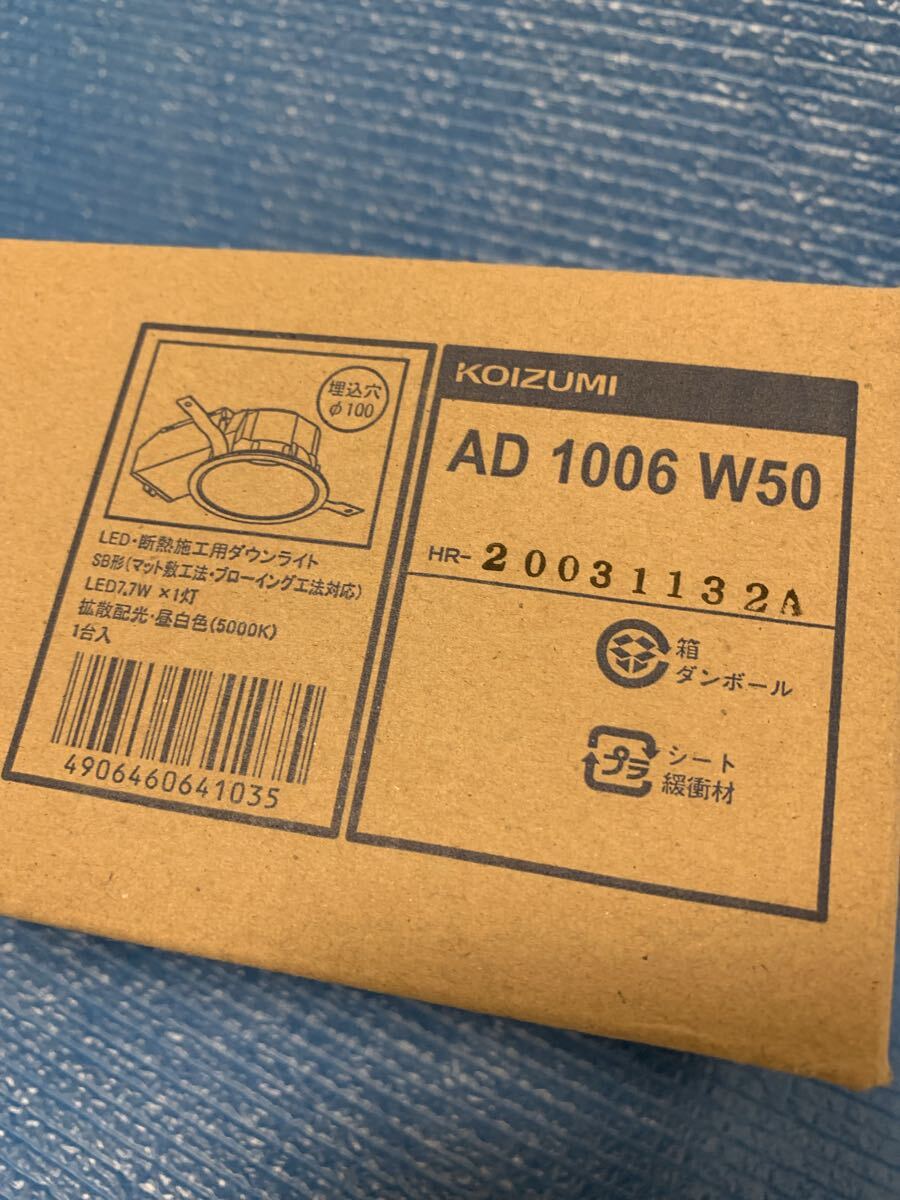 埋込穴
φ100
LED・断熱施工用ダウンライト
SB形(マット敷工法・ブローイング工法対応)
LED7.7W ×1灯
拡散配光・昼白色(5000K)
1台入
4906460641035
KOIZUMI
AD 1006 W50
HR-20031132A
箱
ダンボール
プラ
シート
緩衝材